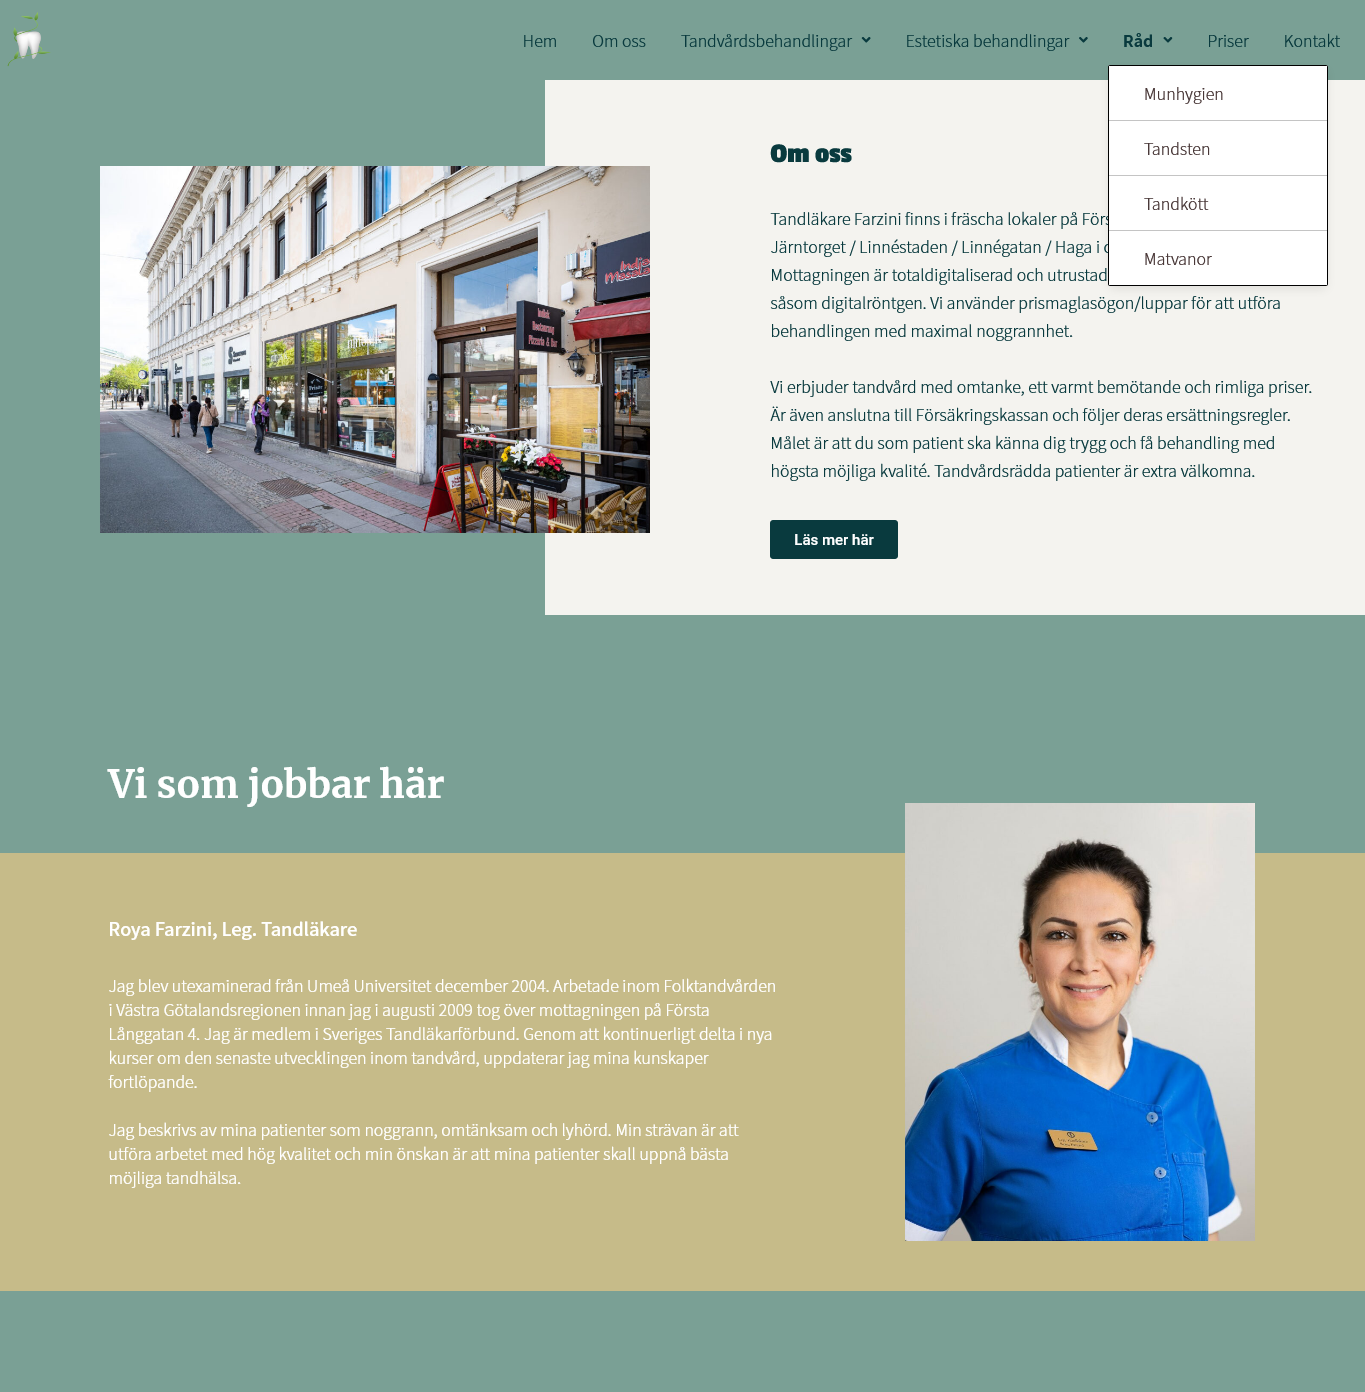 Hem Om oss Tandvårdsbehandlingar Estetiska behandlingar Råd Priser Kontakt
Munhygien
Tandsten
Tandkött
Matvanor
Om oss
Tandläkare Farzini finns i fräscha lokaler på
Järntorget / Linnéstaden / Linnégatan / Haga i
Mottagningen är totaldigitaliserad och utrustad
såsom digitalröntgen. Vi använder prismaglasögon/luppar för att utföra
behandlingen med maximal noggrannhet.
Vi erbjuder tandvård med omtanke, ett varmt bemötande och rimliga priser.
Är även anslutna till Försäkringskassan och följer deras ersättningsregler.
Målet är att du som patient ska känna dig trygg och få behandling med
högsta möjliga kvalité. Tandvårdsrädda patienter är extra välkomna.
Läs mer här
Indisk
Restaurang
Pizzeria & Bar
Vi som jobbar här
Roya Farzini, Leg. Tandläkare
Jag blev utexaminerad från Umeå Universitet december 2004. Arbetade inom Folktandvården
i Västra Götalandsregionen innan jag i augusti 2009 tog över mottagningen på Första
Långgatan 4. Jag är medlem i Sveriges Tandläkarförbund. Genom att kontinuerligt delta i nya
kurser om den senaste utvecklingen inom tandvård, uppdaterar jag mina kunskaper
fortlöpande.
Jag beskrivs av mina patienter som noggrann, omtänksam och lyhörd. Min strävan är att
utföra arbetet med hög kvalitet och min önskan är att mina patienter skall uppnå bästa
möjliga tandhälsa.